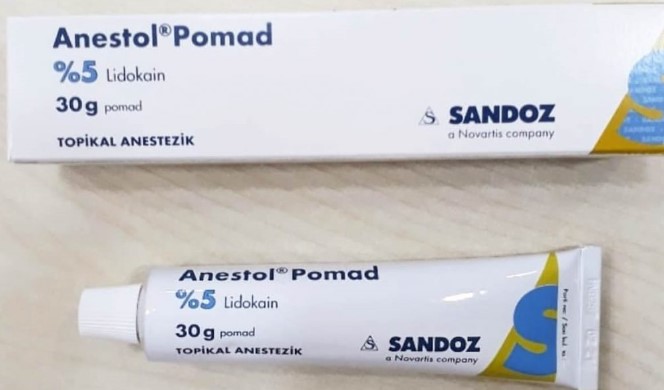 Anestol®Pomad
%5 Lidokain
30g pomad
TOPİKAL ANESTEZİK
SANDOZ
a Novartis company
Anestol®Pomad
%5 Lidokain
30g pomad
TOPİKAL ANESTEZİK
SANDOZ
a Novartis company